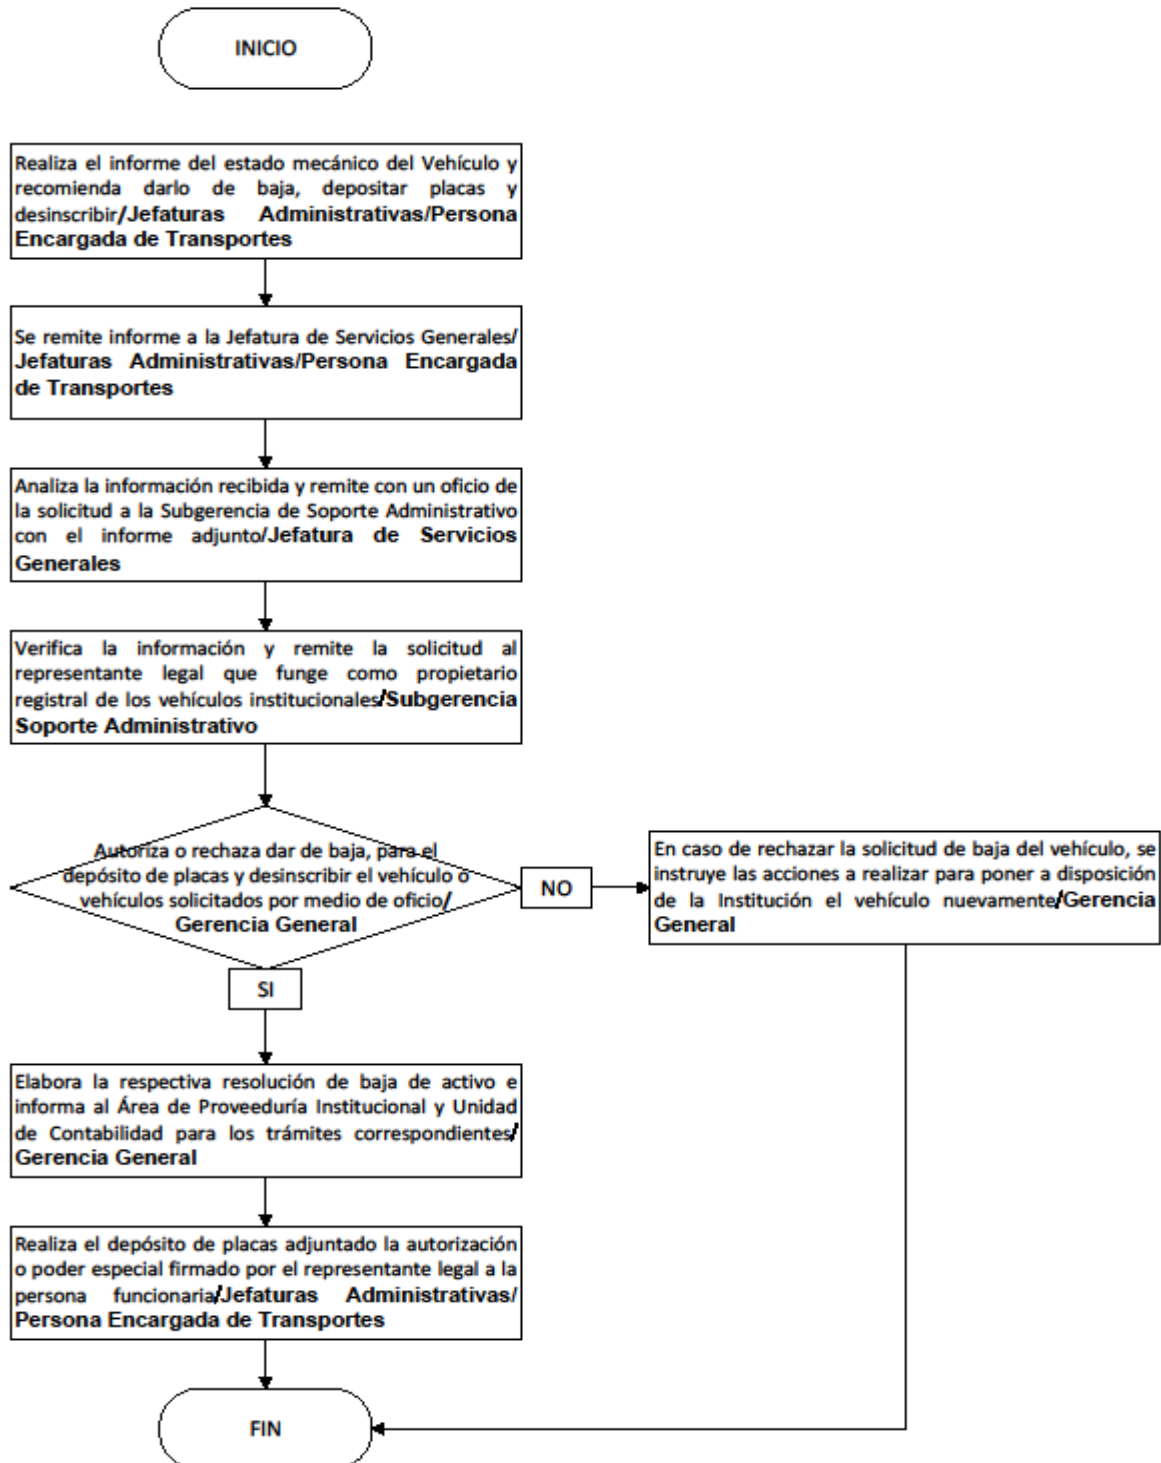 INICIO
Realiza el informe del estado mecánico del Vehículo y
recomienda darlo de baja, depositar placas y
desinscribir/Jefaturas Administrativas/Persona
Encargada de Transportes
Se remite informe a la Jefatura de Servicios Generales/
Jefaturas Administrativas/Persona Encargada
de Transportes
Analiza la información recibida y remite con un oficio de
la solicitud a la Subgerencia de Soporte Administrativo
con el informe adjunto/Jefatura de Servicios
Generales
Verifica la información y remite la solicitud al
representante legal que funge como propietario
registral de los vehículos institucionales/Subgerencia
Soporte Administrativo
Autoriza o rechaza dar de baja, para el
depósito de placas y desinscribir el vehículo o
vehículos solicitados por medio de oficio/
Gerencia General
NO
En caso de rechazar la solicitud de baja del vehículo, se
instruye las acciones a realizar para poner a disposición
de la Institución el vehículo nuevamente/Gerencia
General
SI
Elabora la respectiva resolución de baja de activo e
informa al Área de Proveeduría Institucional y Unidad
de Contabilidad para los trámites correspondientes/
Gerencia General
Realiza el depósito de placas adjuntado la autorización
o poder especial firmado por el representante legal a la
persona funcionaria/Jefaturas Administrativas/
Persona Encargada de Transportes
FIN